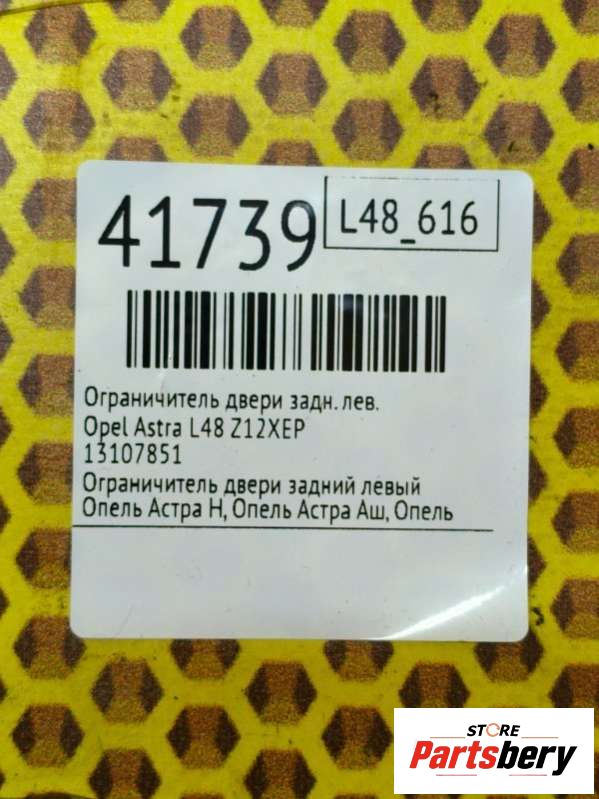 41739
L48_616
Ограничитель двери задн. лев.
Opel Astra L48 Z12XEP
13107851
Ограничитель двери задний левый
Опель Астра Н, Опель Астра Аш, Опель
STORE
Partsbery